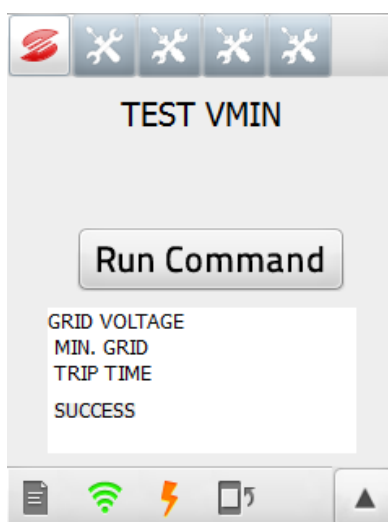 TEST VMIN
Run Command
GRID VOLTAGE
MIN. GRID
TRIP TIME
SUCCESS